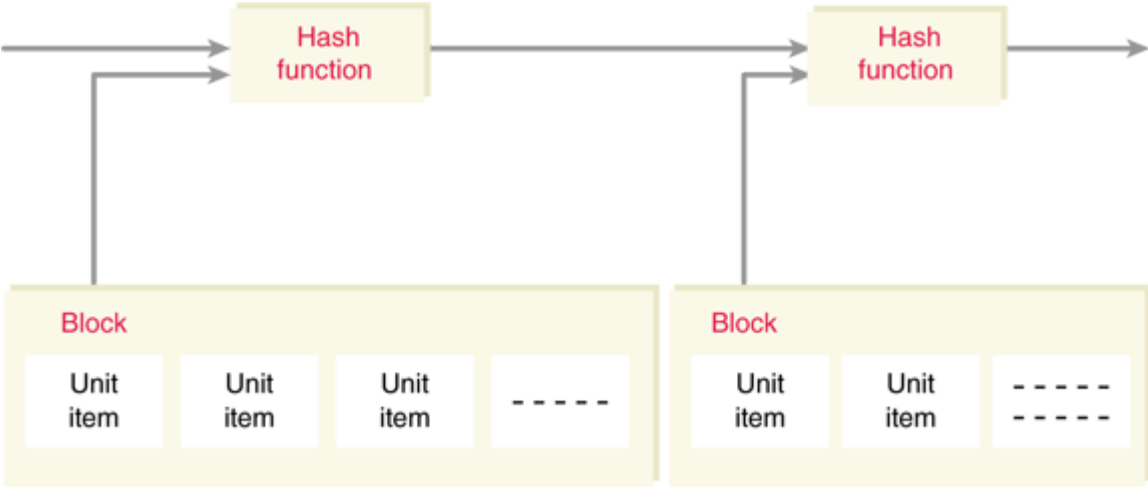 Hash
function
Hash
function
Block
Unit
item
Unit
item
Unit
item
- - - - -
Block
Unit
item
Unit
item
- - - - -
- - - - -